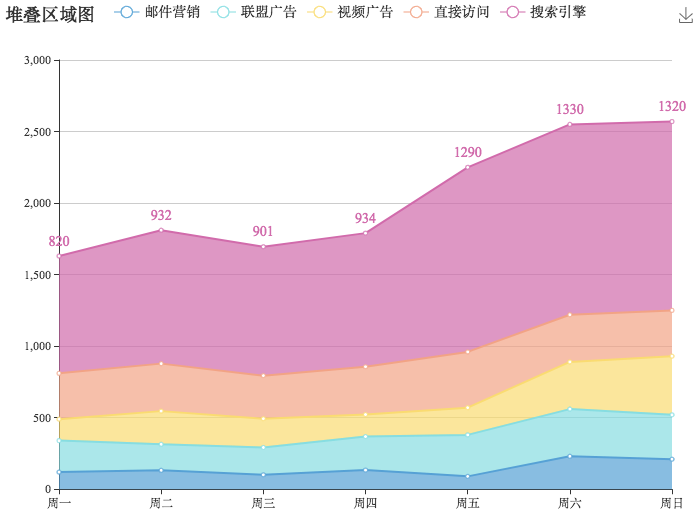 堆叠区域图 邮件营销 联盟广告 视频广告 直接访问 搜索引擎
3,000
2,500
2,000
1,500
1,000
500
0
820 932 901 934 1290 1330 1320
周一 周二 周三 周四 周五 周六 周日